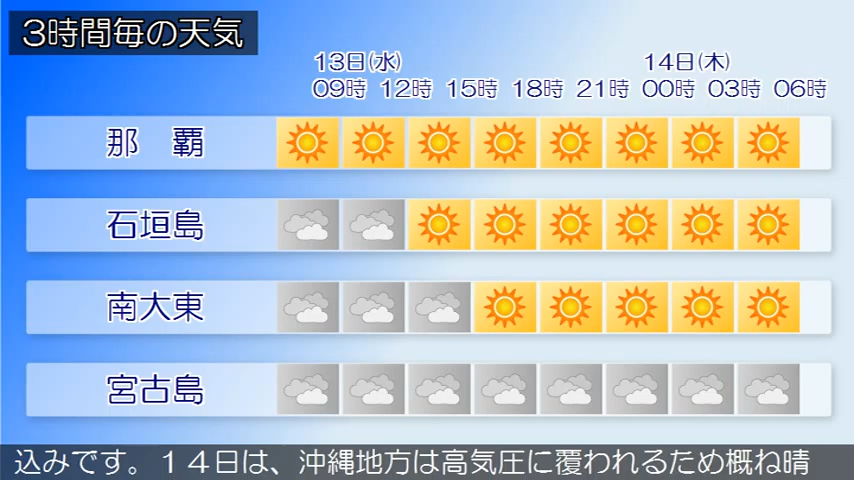 3時間毎の天気
13日(水) 14日(木)
09時 12時 15時 18時 21時 00時 03時 06時
那　覇
石垣島
南大東
宮古島
込みです。１４日は、沖縄地方は高気圧に覆われるため概ね晴